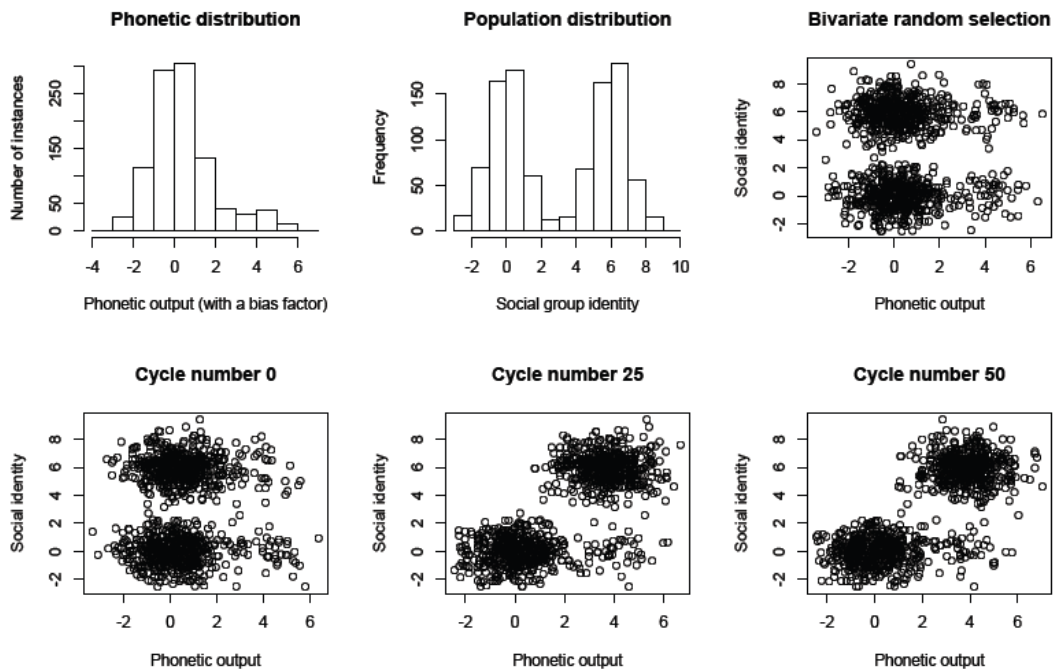 Phonetic distribution
Number of instances
250
150
50
0
-4 -2 0 2 4 6
Phonetic output (with a bias factor)
Population distribution
Frequency
150
100
50
0
-2 0 2 4 6 8 10
Social group identity
Bivariate random selection
Social identity
8
6
4
2
0
-2
-2 0 2 4 6
Phonetic output
Cycle number 0
Social identity
8
6
4
2
0
-2
-2 0 2 4 6
Phonetic output
Cycle number 25
Social identity
8
6
4
2
0
-2
-2 0 2 4 6
Phonetic output
Cycle number 50
Social identity
8
6
4
2
0
-2
-2 0 2 4 6
Phonetic output